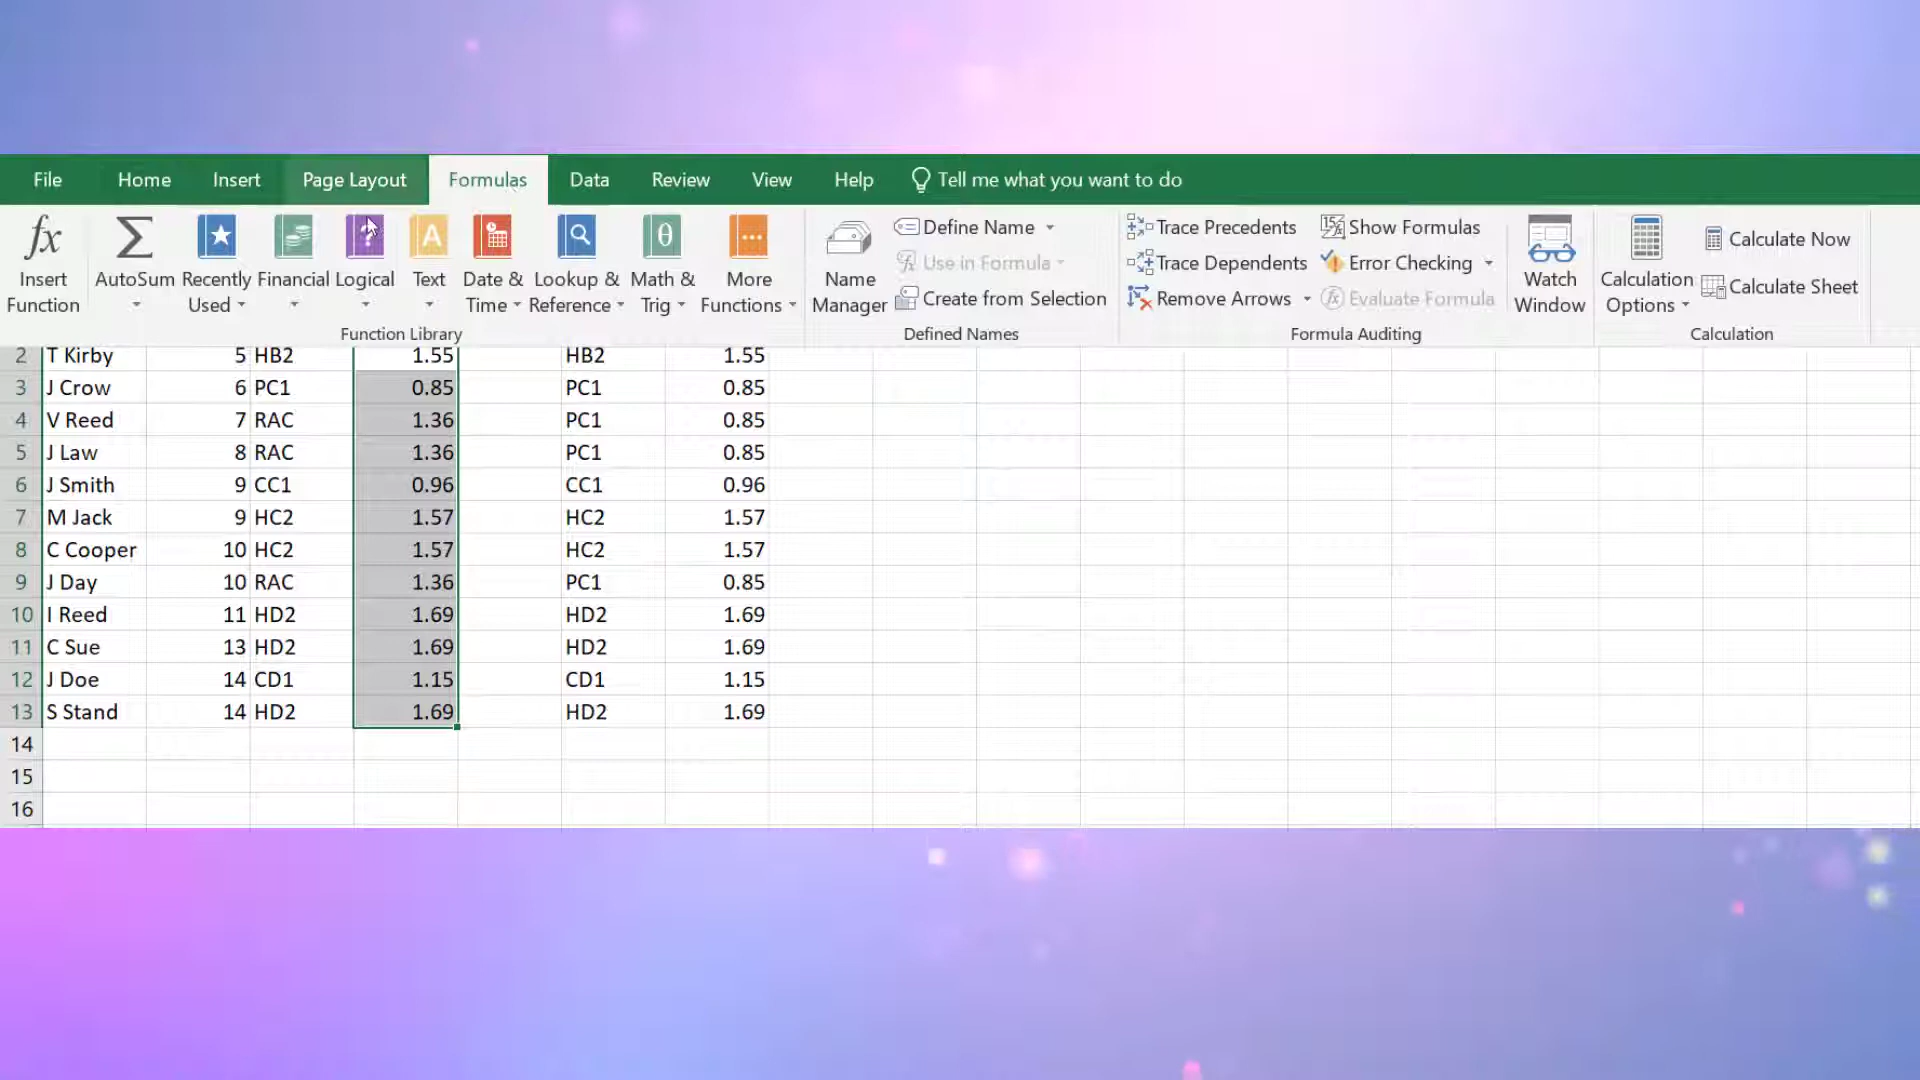 File Home Insert Page Layout Formulas Data Review View Help Tell me what you want to do
fx Insert Function
Σ AutoSum
Recently Used
Financial
Logical
Text
Date & Time
Lookup & Reference
Math & Trig
More Functions
Function Library
Name Manager
Define Name
Use in Formula
Create from Selection
Defined Names
Trace Precedents
Trace Dependents
Remove Arrows
Show Formulas
Error Checking
Evaluate Formula
Formula Auditing
Watch Window
Calculation Options
Calculate Now
Calculate Sheet
Calculation
2 T Kirby 5 HB2 1.55 HB2 1.55
3 J Crow 6 PC1 0.85 PC1 0.85
4 V Reed 7 RAC 1.36 PC1 0.85
5 J Law 8 RAC 1.36 PC1 0.85
6 J Smith 9 CC1 0.96 CC1 0.96
7 M Jack 9 HC2 1.57 HC2 1.57
8 C Cooper 10 HC2 1.57 HC2 1.57
9 J Day 10 RAC 1.36 PC1 0.85
10 I Reed 11 HD2 1.69 HD2 1.69
11 C Sue 13 HD2 1.69 HD2 1.69
12 J Doe 14 CD1 1.15 CD1 1.15
13 S Stand 14 HD2 1.69 HD2 1.69
14
15
16